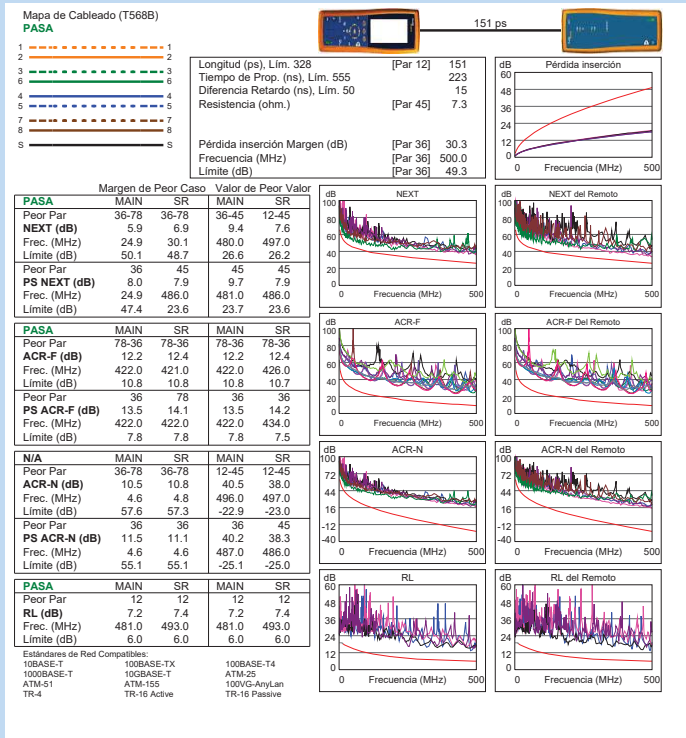 Mapa de Cableado (T568B)
PASA
1 1
2 2
3 3
6 6
4 4
5 5
7 7
8 8
S S
151 ps
Longitud (ps), Lím. 328 [Par 12] 151
Tiempo de Prop. (ns), Lím. 555 223
Diferencia Retardo (ns), Lím. 50 15
Resistencia (ohm.) [Par 45] 7.3
Pérdida inserción Margen (dB) [Par 36] 30.3
Frecuencia (MHz) [Par 36] 500.0
Límite (dB) [Par 36] 49.3
dB Pérdida inserción
60
48
36
24
12
0
Frecuencia (MHz) 500
Margen de Peor Caso Valor de Peor Valor
PASA MAIN SR MAIN SR
Peor Par 36-78 36-78 36-45 12-45
NEXT (dB) 5.9 6.9 9.4 7.6
Frec. (MHz) 24.9 30.1 480.0 497.0
Límite (dB) 50.1 48.7 26.6 26.2
Peor Par 36 45 45 45
PS NEXT (dB) 8.0 7.9 9.7 7.9
Frec. (MHz) 24.9 486.0 481.0 486.0
Límite (dB) 47.4 23.6 23.7 23.6
dB NEXT
100
80
60
40
20
0
0 Frecuencia (MHz) 500
dB NEXT del Remoto
100
80
60
40
20
0
0 Frecuencia (MHz) 500
PASA MAIN SR MAIN SR
Peor Par 78-36 78-36 78-36 78-36
ACR-F (dB) 12.2 12.4 12.2 12.4
Frec. (MHz) 422.0 421.0 422.0 426.0
Límite (dB) 10.8 10.8 10.8 10.7
Peor Par 36 78 36 36
PS ACR-F (dB) 13.5 14.1 13.5 14.2
Frec. (MHz) 422.0 422.0 422.0 434.0
Límite (dB) 7.8 7.8 7.8 7.5
dB ACR-F
100
80
60
40
20
0
0 Frecuencia (MHz) 500
dB ACR-F Del Remoto
100
80
60
40
20
0
0 Frecuencia (MHz) 500
N/A MAIN SR MAIN SR
Peor Par 36-78 36-78 12-45 12-45
ACR-N (dB) 10.5 10.8 40.5 38.0
Frec. (MHz) 4.6 4.8 496.0 497.0
Límite (dB) 57.6 57.3 -22.9 -23.0
Peor Par 36 36 36 45
PS ACR-N (dB) 11.5 11.1 40.2 38.3
Frec. (MHz) 4.6 4.6 487.0 486.0
Límite (dB) 55.1 55.1 -25.1 -25.0
dB ACR-N
100
72
44
16
-12
-40
0 Frecuencia (MHz) 500
dB ACR-N del Remoto
100
72
44
16
-12
-40
0 Frecuencia (MHz) 500
PASA MAIN SR MAIN SR
Peor Par 12 12 12 12
RL (dB) 7.2 7.4 7.2 7.4
Frec. (MHz) 481.0 493.0 481.0 493.0
Límite (dB) 6.0 6.0 6.0 6.0
dB RL
60
48
36
24
12
0
0 Frecuencia (MHz) 500
dB RL del Remoto
60
48
36
24
12
0
0 Frecuencia (MHz) 500
Estándares de Red Compatibles:
10BASE-T 100BASE-TX 100BASE-T4
1000BASE-T 10GBASE-T ATM-25
ATM-51 ATM-155 100VG-AnyLan
TR-4 TR-16 Active TR-16 Passive